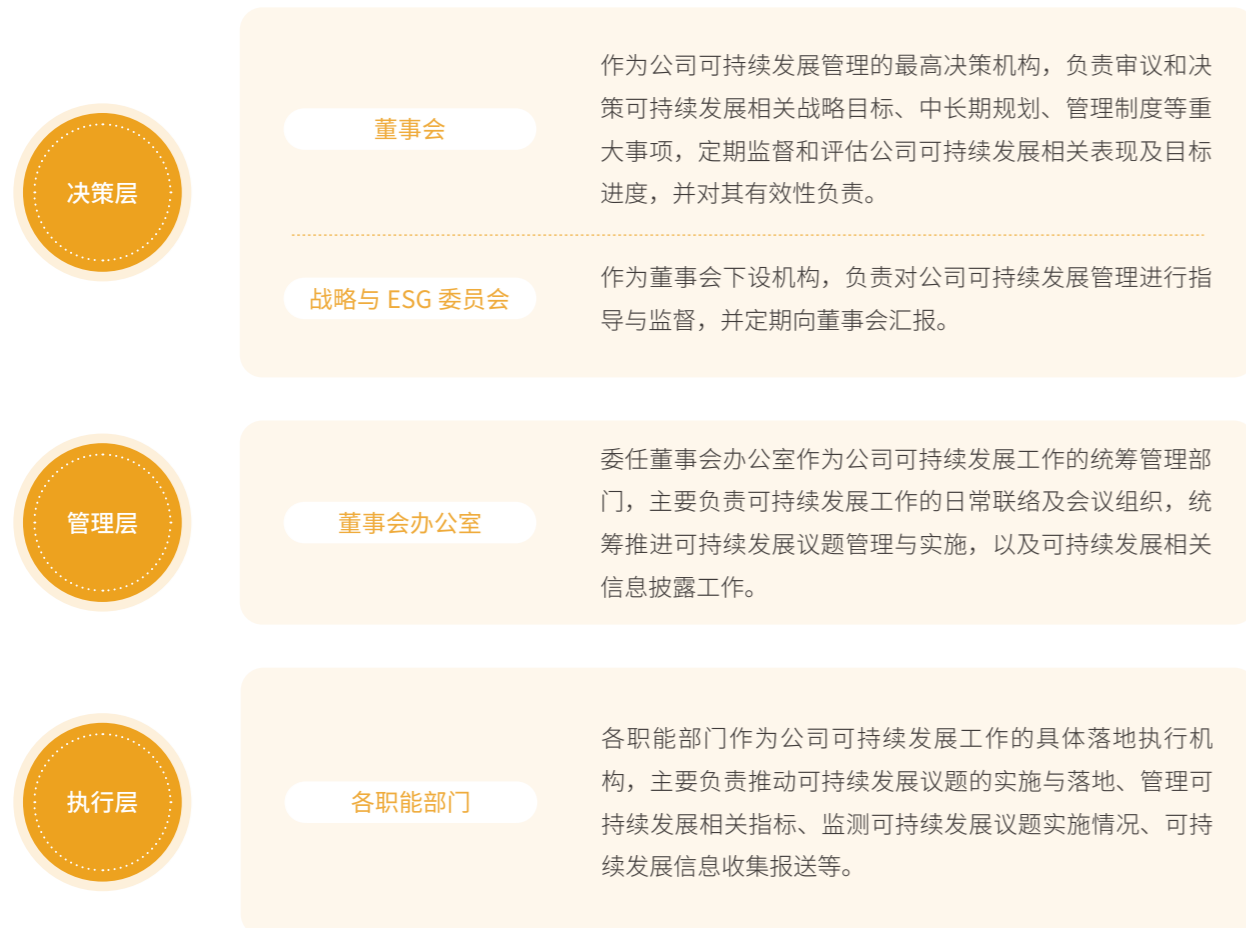 决策层
董事会
作为公司可持续发展管理的最高决策机构，负责审议和决
策可持续发展相关战略目标、中长期规划、管理制度等重
大事项，定期监督和评估公司可持续发展相关表现及目标
进度，并对其有效性负责。
战略与 ESG 委员会
作为董事会下设机构，负责对公司可持续发展管理进行指
导与监督，并定期向董事会汇报。
管理层
董事会办公室
委任董事会办公室作为公司可持续发展工作的统筹管理部
门，主要负责可持续发展工作的日常联络及会议组织，统
筹推进可持续发展议题管理与实施，以及可持续发展相关
信息披露工作。
执行层
各职能部门
各职能部门作为公司可持续发展工作的具体落地执行机
构，主要负责推动可持续发展议题的实施与落地、管理可
持续发展相关指标、监测可持续发展议题实施情况、可持
续发展信息收集报送等。